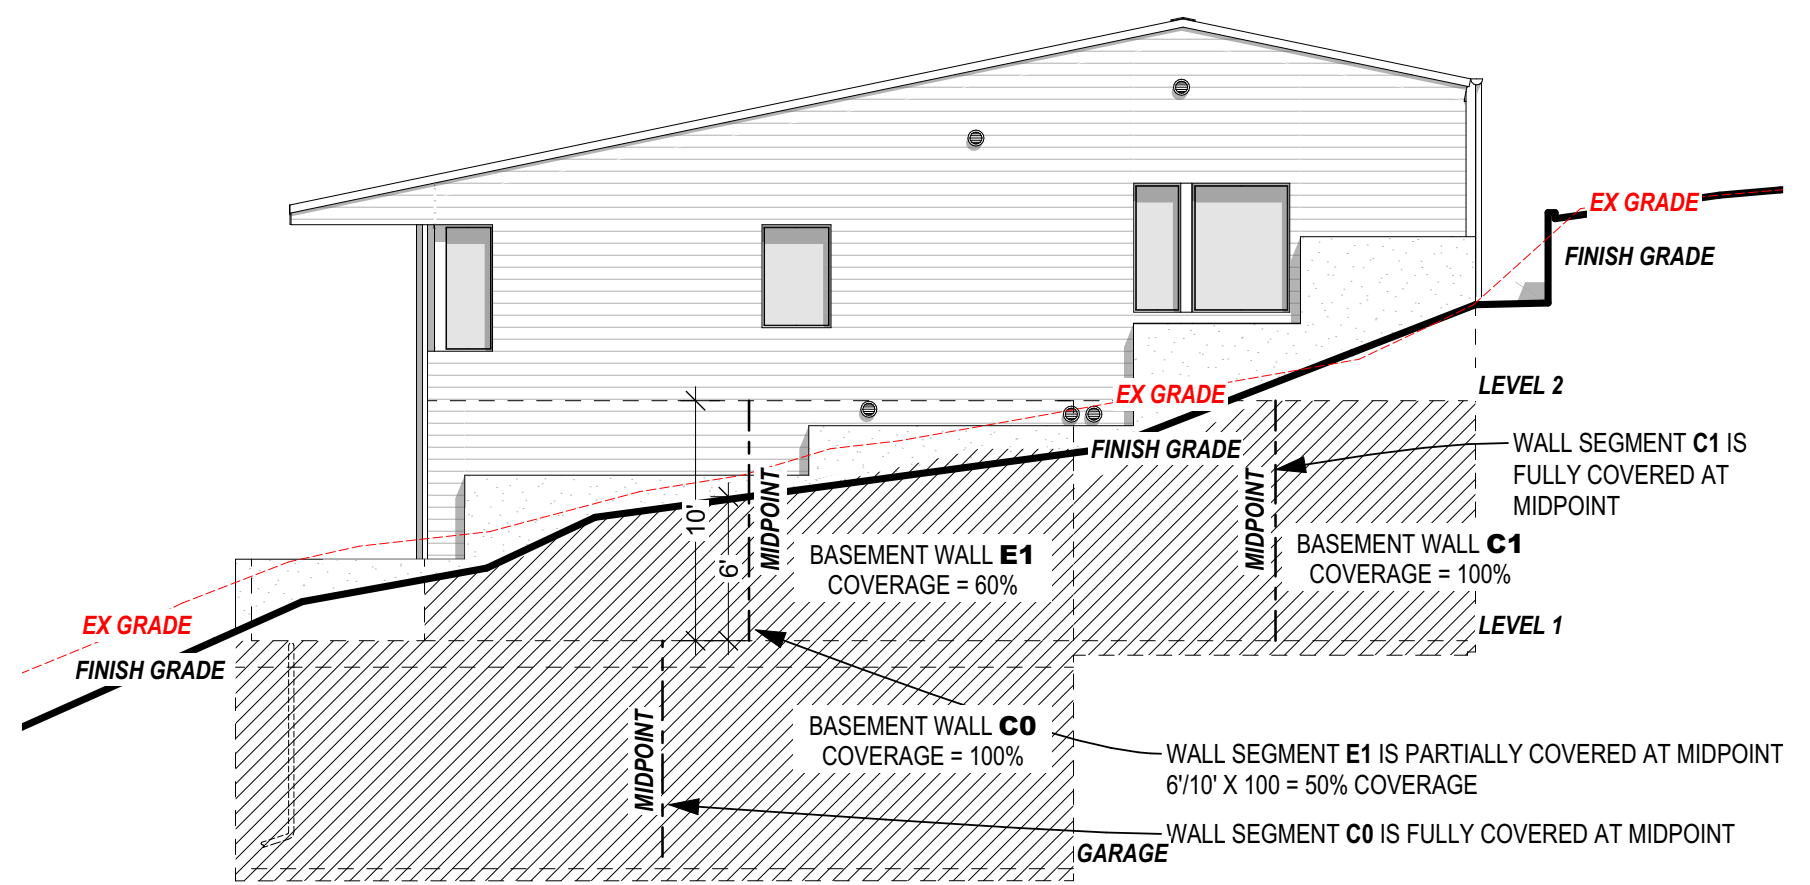 EX GRADE
FINISH GRADE
LEVEL 2
EX GRADE
FINISH GRADE
WALL SEGMENT C1 IS
FULLY COVERED AT
MIDPOINT
MIDPOINT
10'
6'
MIDPOINT
BASEMENT WALL E1
COVERAGE = 60%
BASEMENT WALL C1
COVERAGE = 100%
EX GRADE
FINISH GRADE
LEVEL 1
MIDPOINT
BASEMENT WALL C0
COVERAGE = 100%
WALL SEGMENT E1 IS PARTIALLY COVERED AT MIDPOINT
6'/10' X 100 = 50% COVERAGE
WALL SEGMENT C0 IS FULLY COVERED AT MIDPOINT
GARAGE